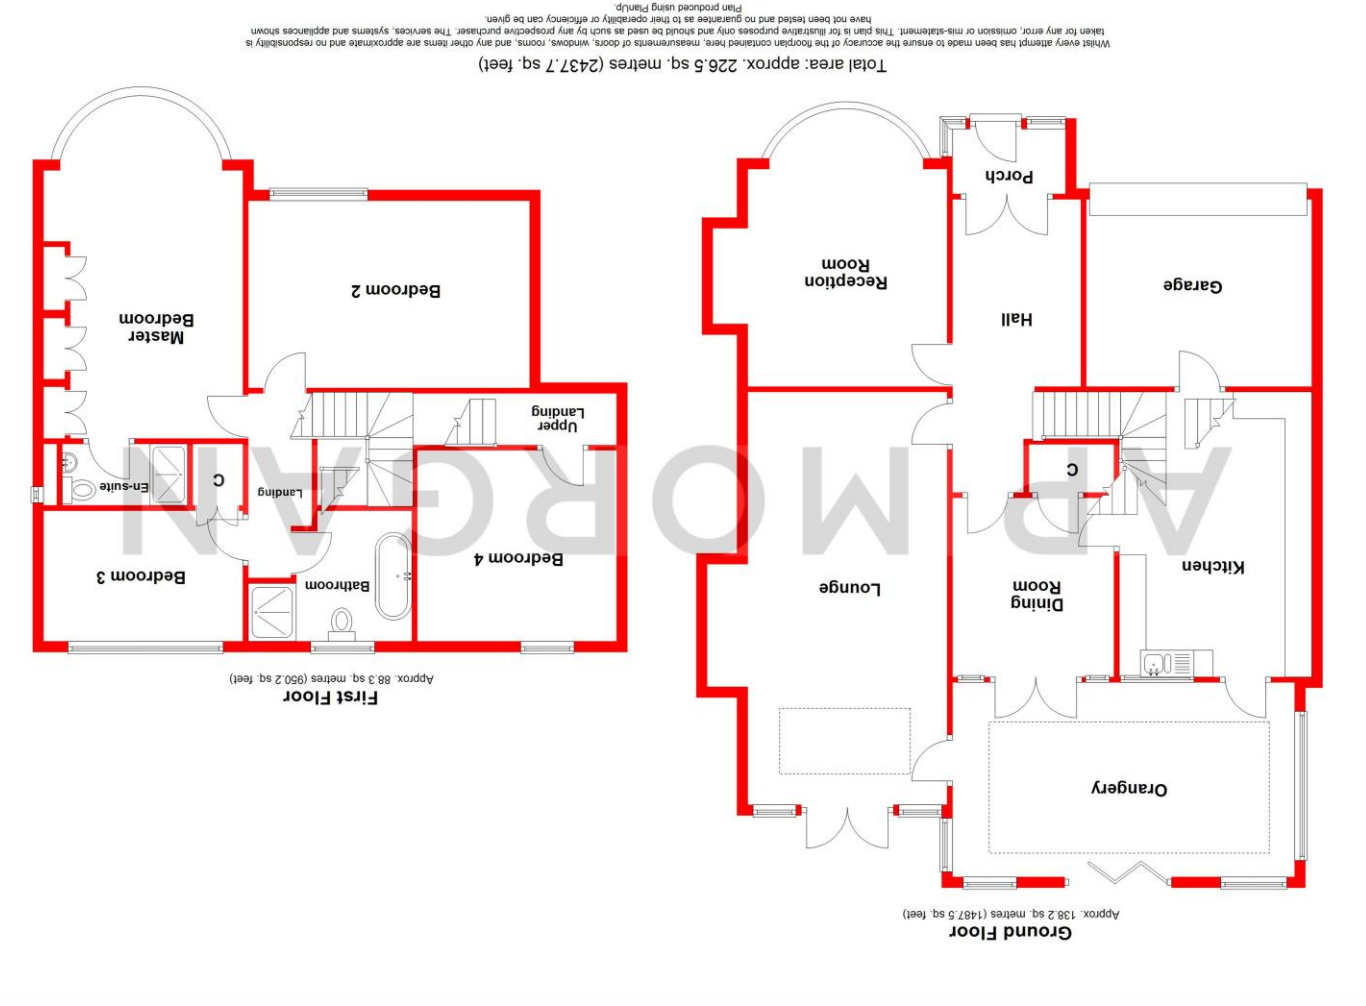 Ground Floor
Approx. 138.2 sq. metres (1487.5 sq. feet)
Orangery
Kitchen
Dining
Room
Lounge
C
Garage
Hall
Reception
Room
Porch
First Floor
Approx. 88.3 sq. metres (950.2 sq. feet)
Bedroom 4
Bathroom
Bedroom 3
Landing
C
En-suite
Upper
Landing
Master
Bedroom
Bedroom 2
AP MORGAN
Total area: approx. 226.5 sq. metres (2437.7 sq. feet)
Whilst every attempt has been made to ensure the accuracy of the floorplan contained here, measurements of doors, windows, rooms, and any other items are approximate and no responsibility is
taken for any error, omission or mis-statement. This plan is for illustrative purposes only and should be used as such by any prospective purchaser. The services, systems and appliances shown
have not been tested and no guarantee as to their operability or efficiency can be given.
Plan produced using PlanUp.